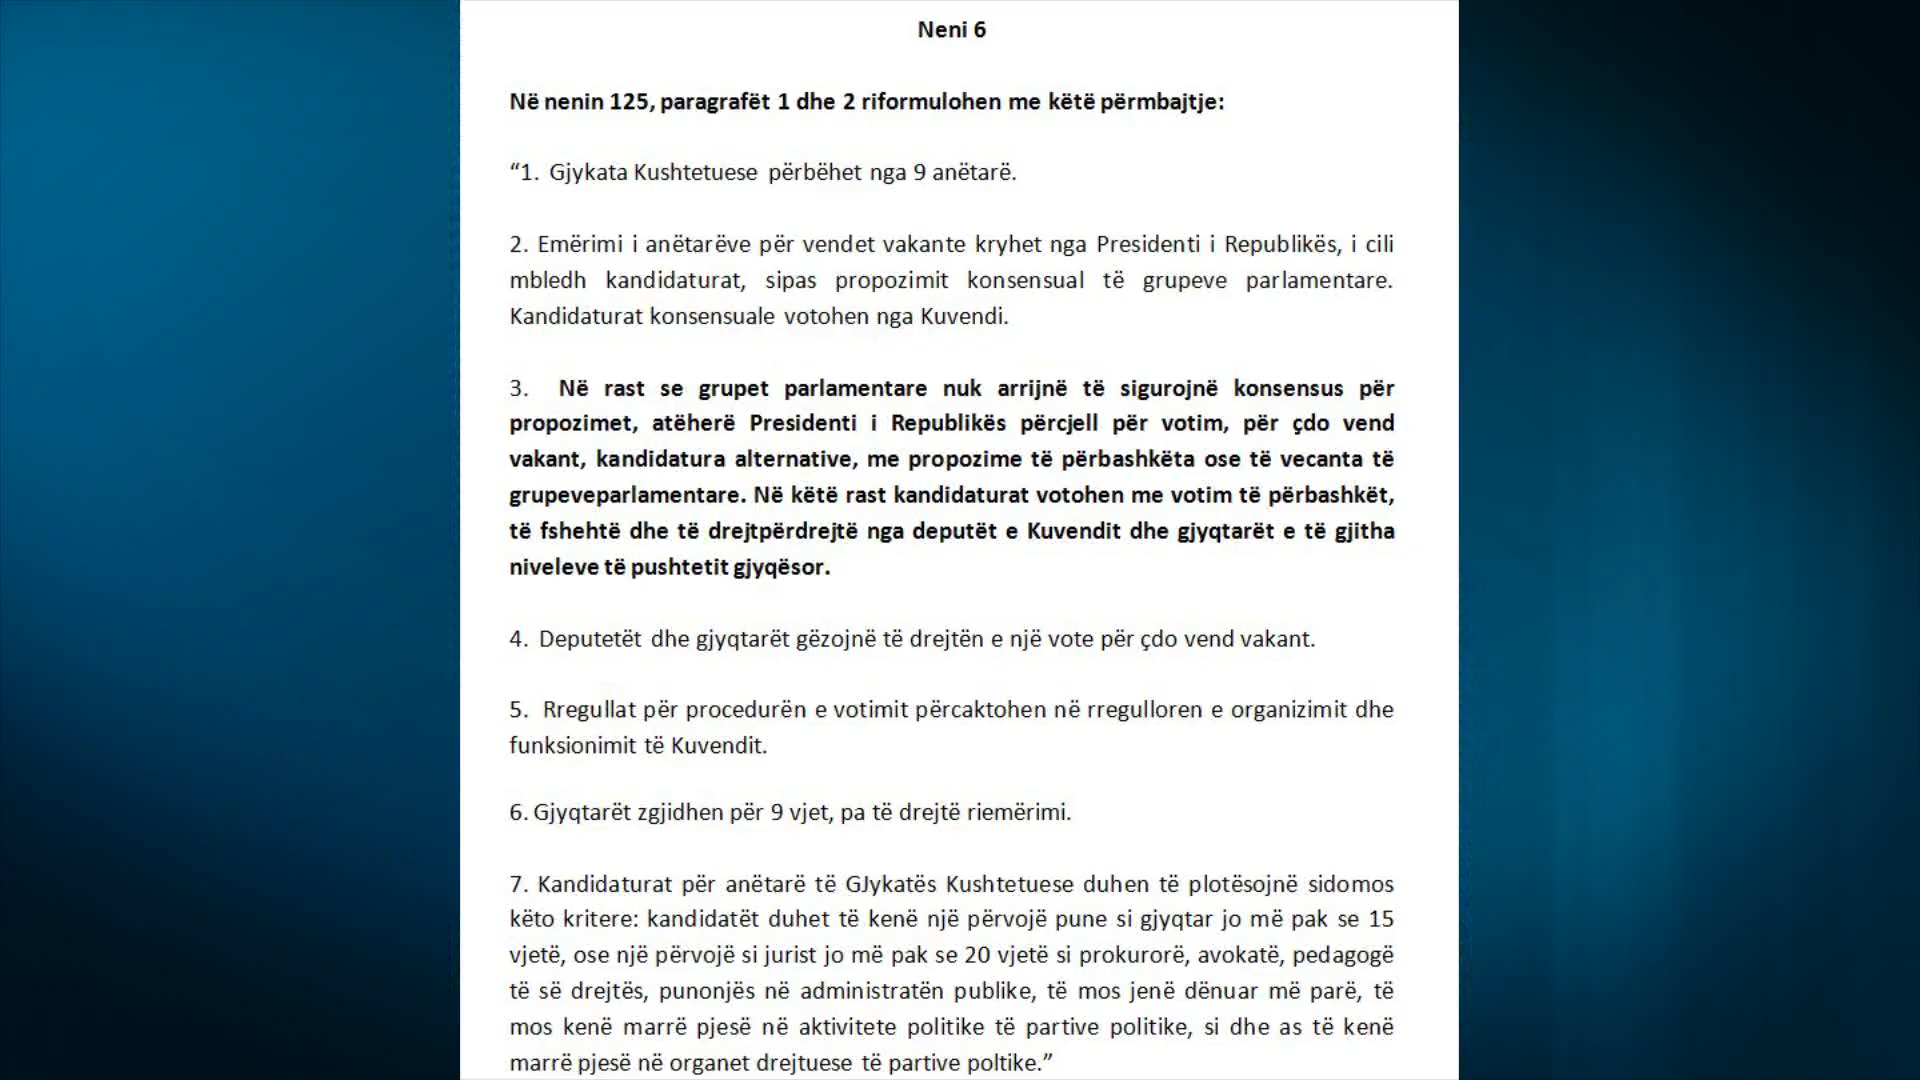 Neni 6
Në nenin 125, paragrafët 1 dhe 2 riformulohen me këtë përmbajtje:
“1. Gjykata Kushtetuese përbëhet nga 9 anëtarë.
2. Emërimi i anëtarëve për vendet vakante kryhet nga Presidenti i Republikës, i cili
mbledh kandidaturat, sipas propozimit konsensual të grupeve parlamentare.
Kandidaturat konsensuale votohen nga Kuvendi.
3. Në rast se grupet parlamentare nuk arrijnë të sigurojnë konsensus për
propozimet, atëherë Presidenti i Republikës përcjell për votim, për çdo vend
vakant, kandidatura alternative, me propozime të përbashkëta ose të vecanta të
grupeveparlamentare. Në këtë rast kandidaturat votohen me votim të përbashkët,
të fshehtë dhe të drejtpërdrejtë nga deputët e Kuvendit dhe gjyqtarët e të gjitha
niveleve të pushtetit gjyqësor.
4. Deputetët dhe gjyqtarët gëzojnë të drejtën e një vote për çdo vend vakant.
5. Rregullat për procedurën e votimit përcaktohen në rregulloren e organizimit dhe
funksionimit të Kuvendit.
6. Gjyqtarët zgjidhen për 9 vjet, pa të drejtë riemërimi.
7. Kandidaturat për anëtarë të GJykatës Kushtetuese duhen të plotësojnë sidomos
këto kritere: kandidatët duhet të kenë një përvojë pune si gjyqtar jo më pak se 15
vjetë, ose një përvojë si jurist jo më pak se 20 vjetë si prokurorë, avokatë, pedagogë
të së drejtës, punonjës në administratën publike, të mos jenë dënuar më parë, të
mos kenë marrë pjesë në aktivitete politike të partive politike, si dhe as të kenë
marrë pjesë në organet drejtuese të partive poltike.”